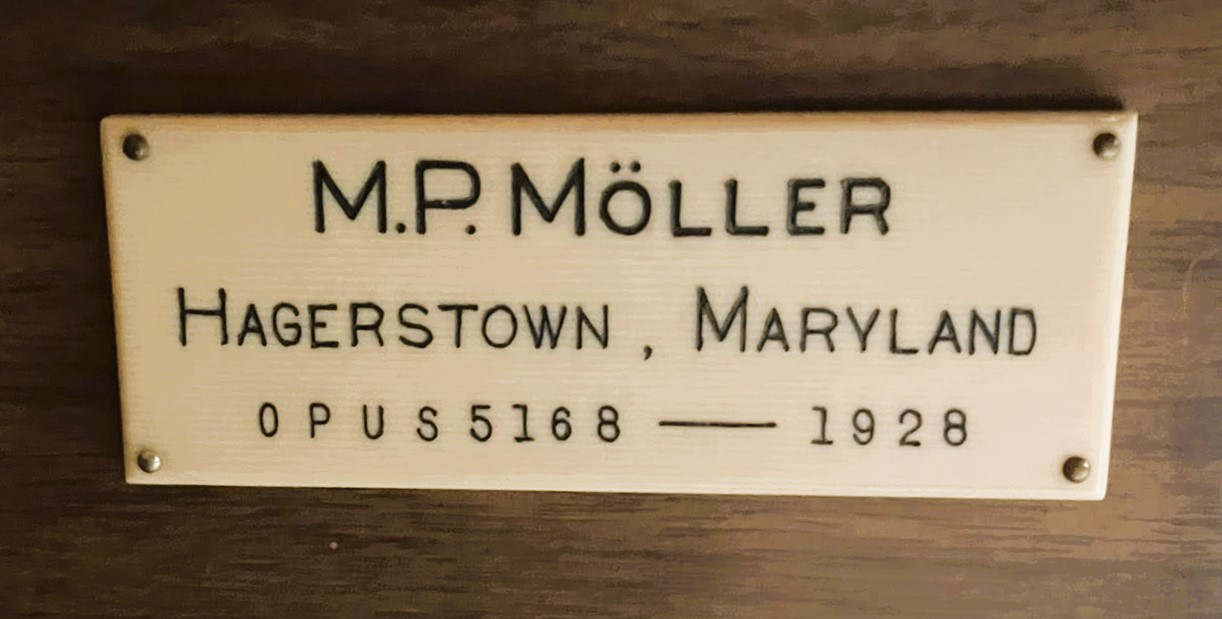 M.P. MÖLLER
HAGERSTOWN, MARYLAND
OPUS 5168 — 1928